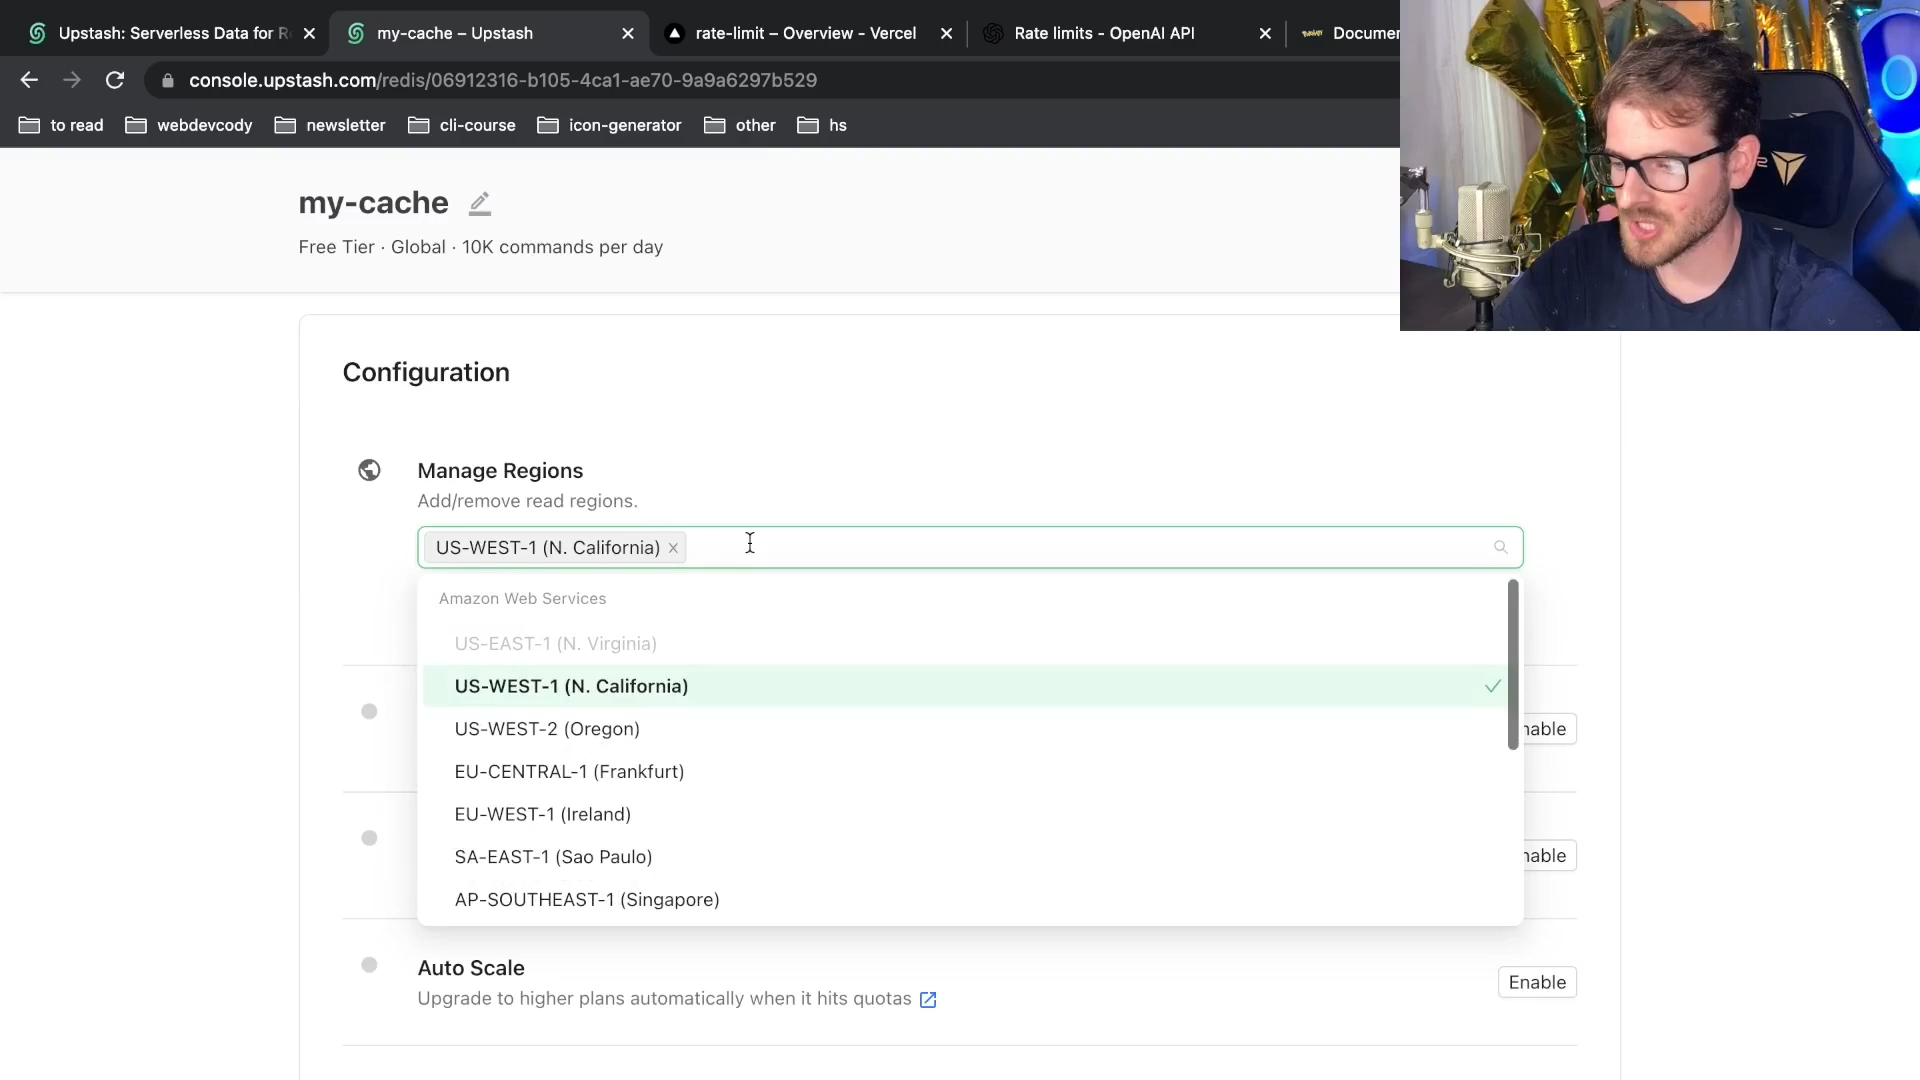 Upstash: Serverless Data for R
my-cache – Upstash
rate-limit – Overview - Vercel
Rate limits - OpenAI API
Documen
console.upstash.com/redis/06912316-b105-4ca1-ae70-9a9a6297b529
to read
webdevcody
newsletter
cli-course
icon-generator
other
hs
my-cache
Free Tier · Global · 10K commands per day
Configuration
Manage Regions
Add/remove read regions.
US-WEST-1 (N. California)
Amazon Web Services
US-EAST-1 (N. Virginia)
US-WEST-1 (N. California)
US-WEST-2 (Oregon)
nable
EU-CENTRAL-1 (Frankfurt)
EU-WEST-1 (Ireland)
SA-EAST-1 (Sao Paulo)
nable
AP-SOUTHEAST-1 (Singapore)
Auto Scale
Upgrade to higher plans automatically when it hits quotas
Enable